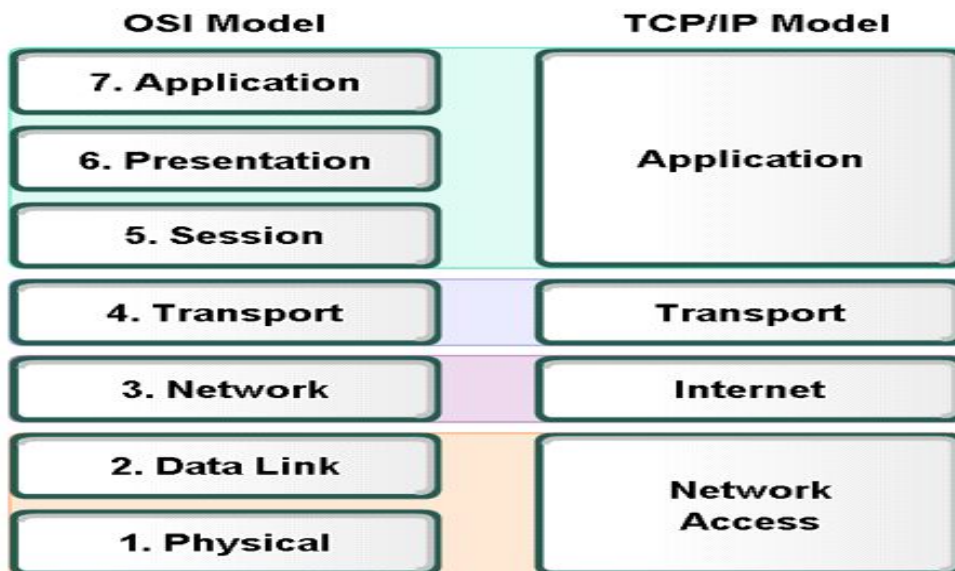 OSI Model
TCP/IP Model
7. Application
6. Presentation
5. Session
4. Transport
3. Network
2. Data Link
1. Physical
Application
Transport
Internet
Network
Access